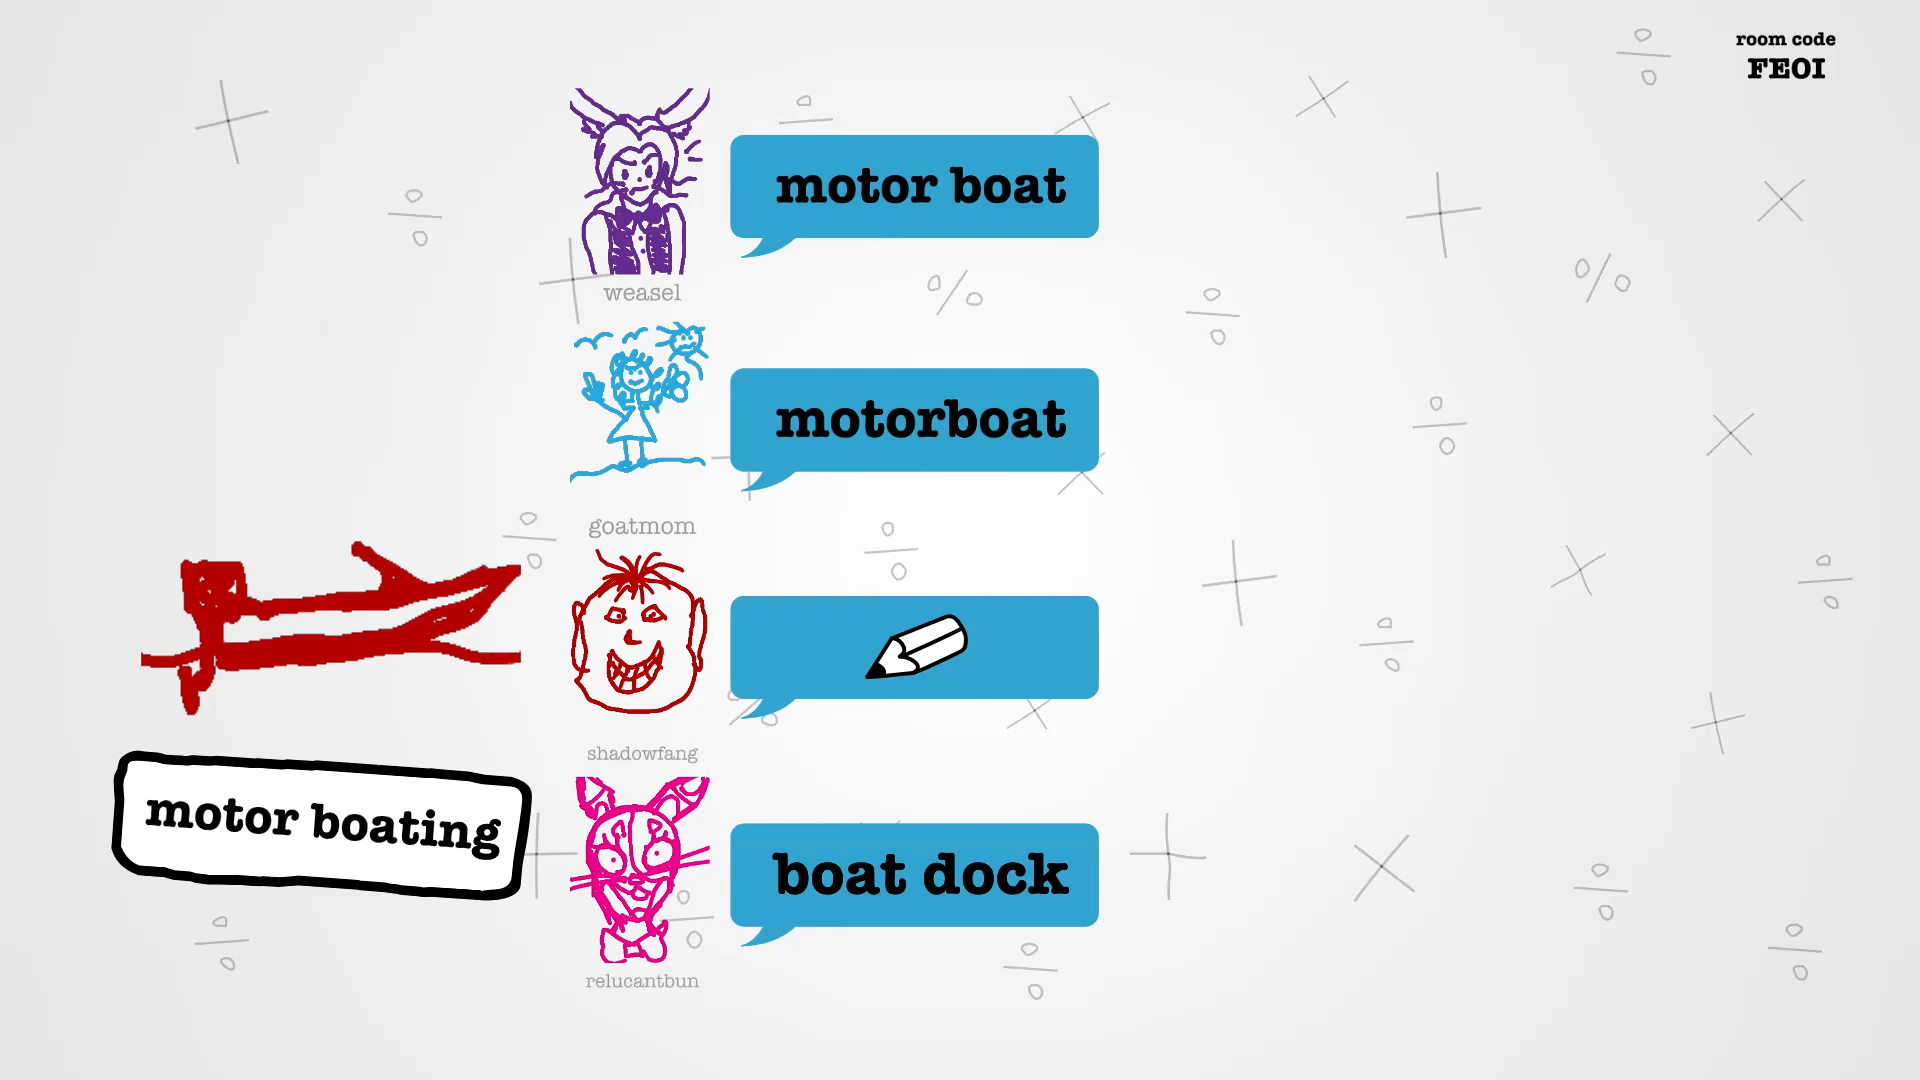 room code
FEOI
motor boat
weasel
motorboat
goatmom
shadowfang
motor boating
boat dock
relucantbun